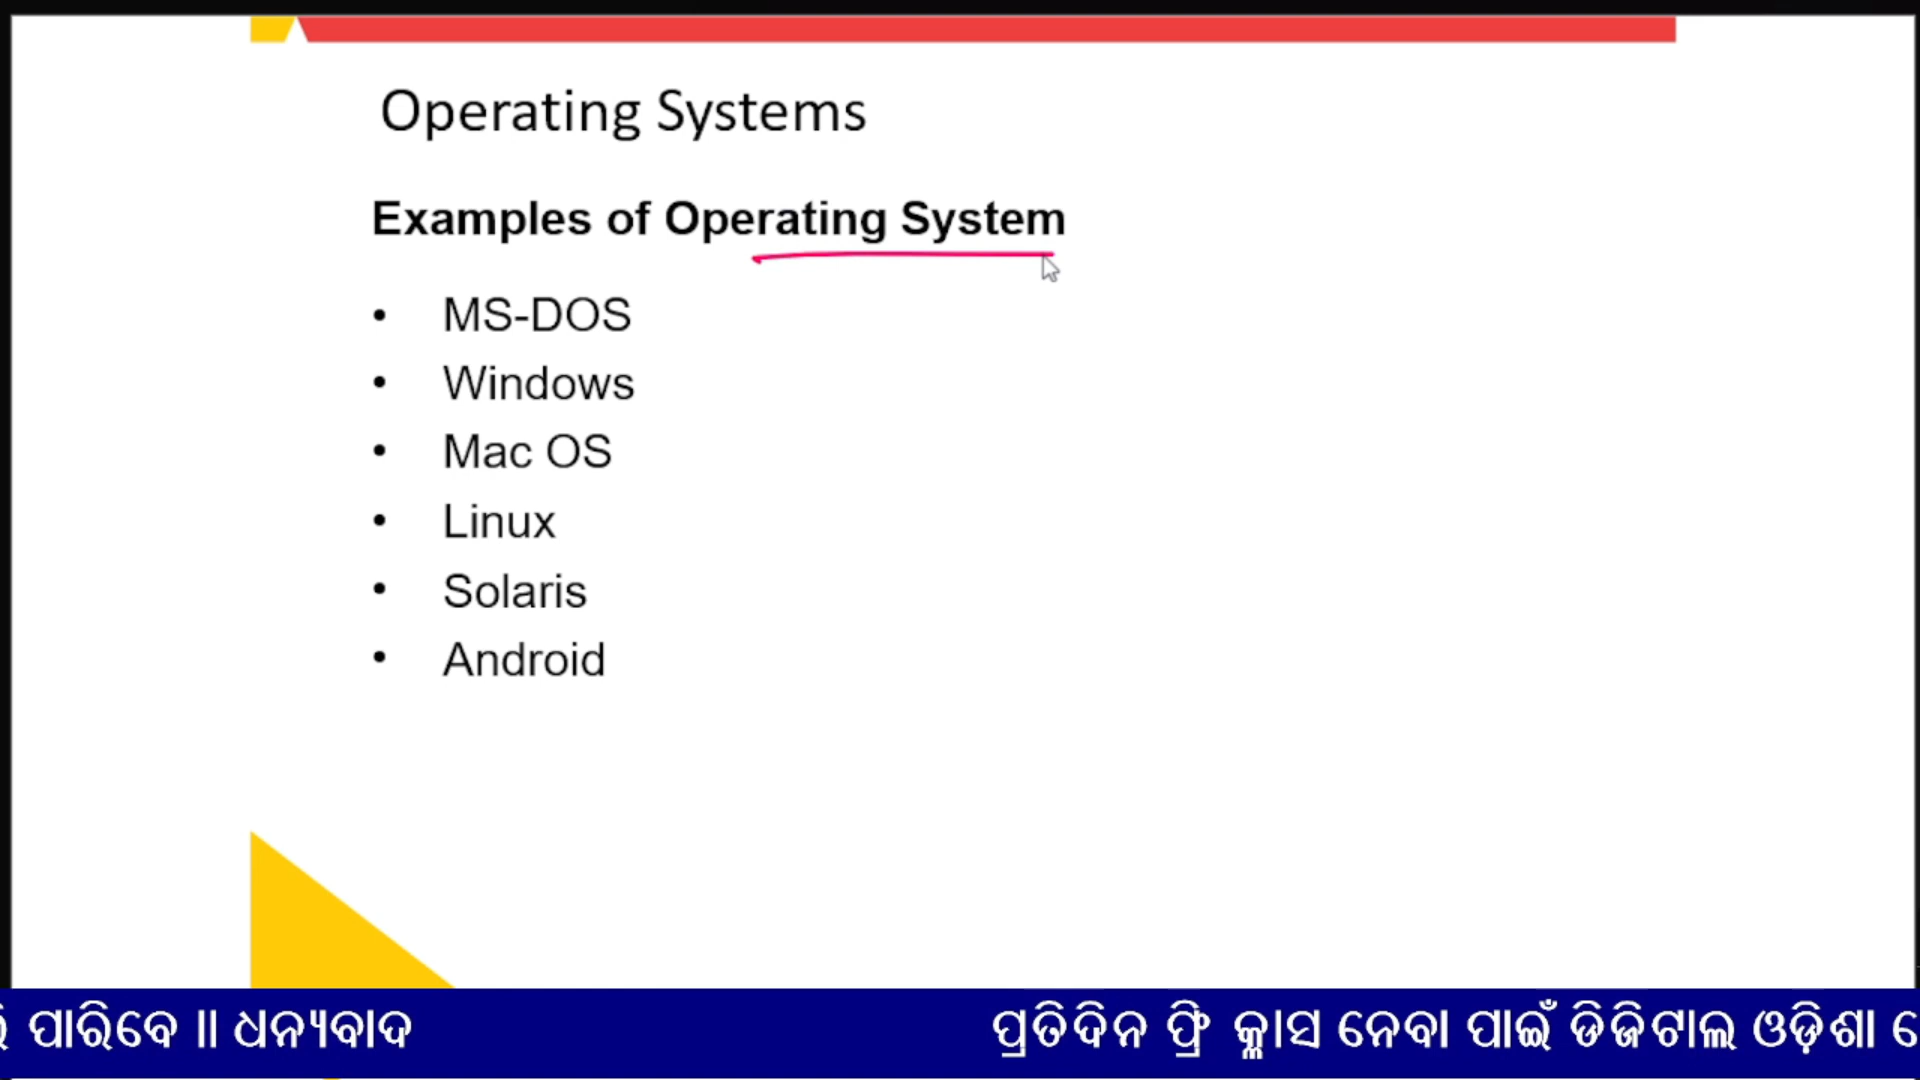 Operating Systems
Examples of Operating System
• MS-DOS
• Windows
• Mac OS
• Linux
• Solaris
• Android
ପାରିବେ ॥ ଧନ୍ୟବାଦ ପ୍ରତିଦିନ ଫ୍ରି କ୍ଲାସ ନେବା ପାଇଁ ଡିଜିଟାଲ ଓଡ଼ିଶା